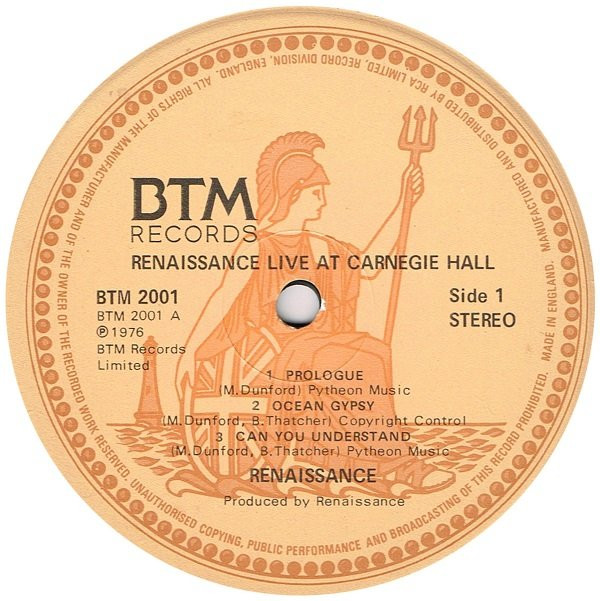 BTM
RECORDS
RENAISSANCE LIVE AT CARNEGIE HALL
BTM 2001
BTM 2001 A
Ⓟ 1976
BTM Records
Limited
Side 1
STEREO
1 PROLOGUE
(M.Dunford) Pytheon Music
2 OCEAN GYPSY
(M.Dunford, B.Thatcher) Copyright Control
3 CAN YOU UNDERSTAND
(M.Dunford, B.Thatcher) Pytheon Music
RENAISSANCE
Produced by Renaissance
MANUFACTURED AND DISTRIBUTED BY RCA LIMITED, RECORD DIVISION, ENGLAND. ALL RIGHTS OF THE MANUFACTURER AND OF THE OWNER OF THE RECORDED WORK RESERVED. UNAUTHORISED COPYING, PUBLIC PERFORMANCE AND BROADCASTING OF THIS RECORD PROHIBITED. MADE IN ENGLAND.